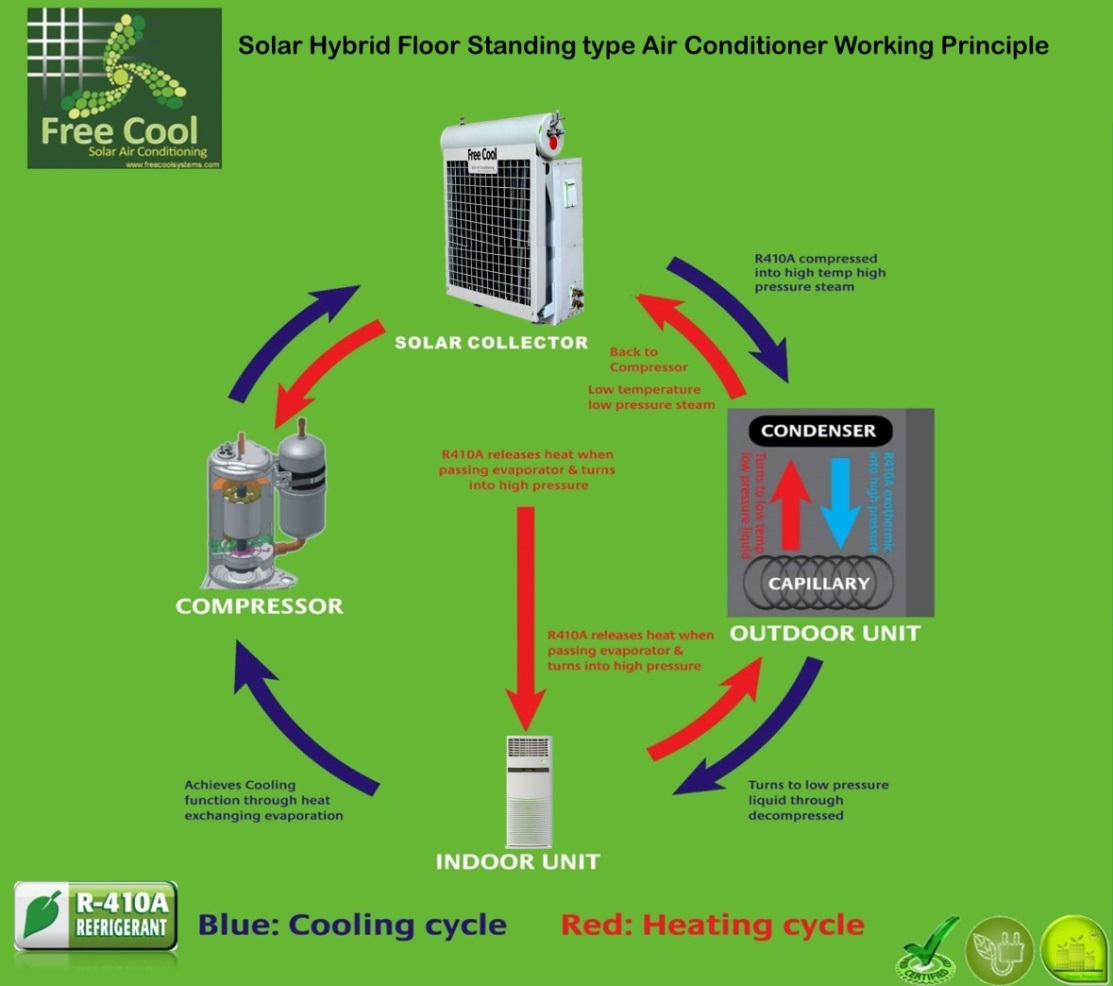 Solar Hybrid Floor Standing type Air Conditioner Working Principle
Free Cool
Solar Air Conditioning
www.freecoolsystems.com
Free Cool
SOLAR COLLECTOR
R410A compressed
into high temp high
pressure steam
Back to
Compressor
Low temperature
low pressure steam
CONDENSER
Turns to low temp
low pressure liquid
R410A exothermic
into high pressure
CAPILLARY
OUTDOOR UNIT
R410A releases heat when
passing evaporator & turns
into high pressure
COMPRESSOR
R410A releases heat when
passing evaporator &
turns into high pressure
Achieves Cooling
function through heat
exchanging evaporation
Turns to low pressure
liquid through
decompressed
INDOOR UNIT
R-410A
REFRIGERANT
Blue: Cooling cycle
Red: Heating cycle
CERTIFIED